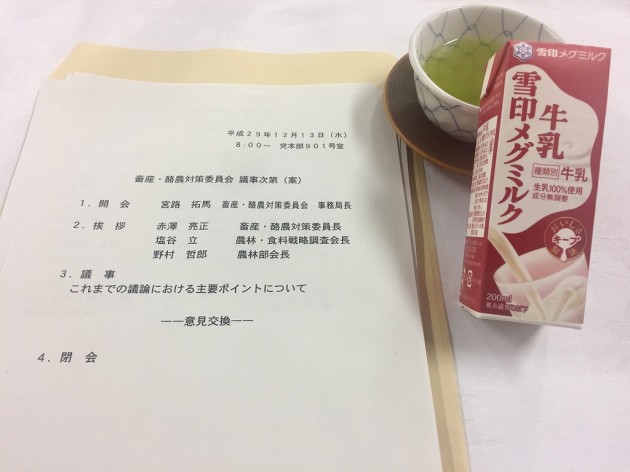 平成29年12月13日（水）
8:00～ 党本部901号室
畜産・酪農対策委員会 議事次第（案）
1．開 会 宮路 拓馬 畜産・酪農対策委員会 事務局長
2．挨 拶 赤澤 亮正 畜産・酪農対策委員長
塩谷 立 農林・食料戦略調査会長
野村 哲郎 農林部会長
3．議 事
これまでの議論における主要ポイントについて
――意見交換――
4．閉 会
雪印メグミルク
牛乳
雪印メグミルク
種類別 牛乳
生乳100%使用
成分無調整
おいしさ
キープ
200ml